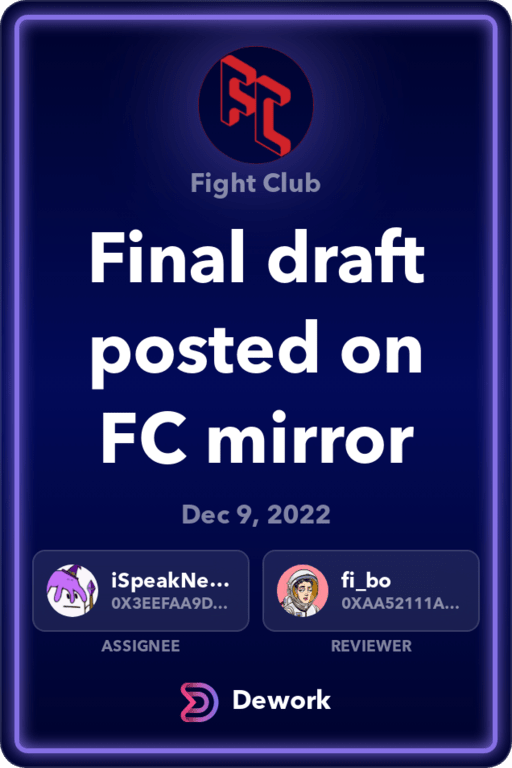 FC
Fight Club
Final draft
posted on
FC mirror
Dec 9, 2022
iSpeakNe...
0X3EEFAA9D...
ASSIGNEE
fi_bo
0XAA52111A...
REVIEWER
Dework